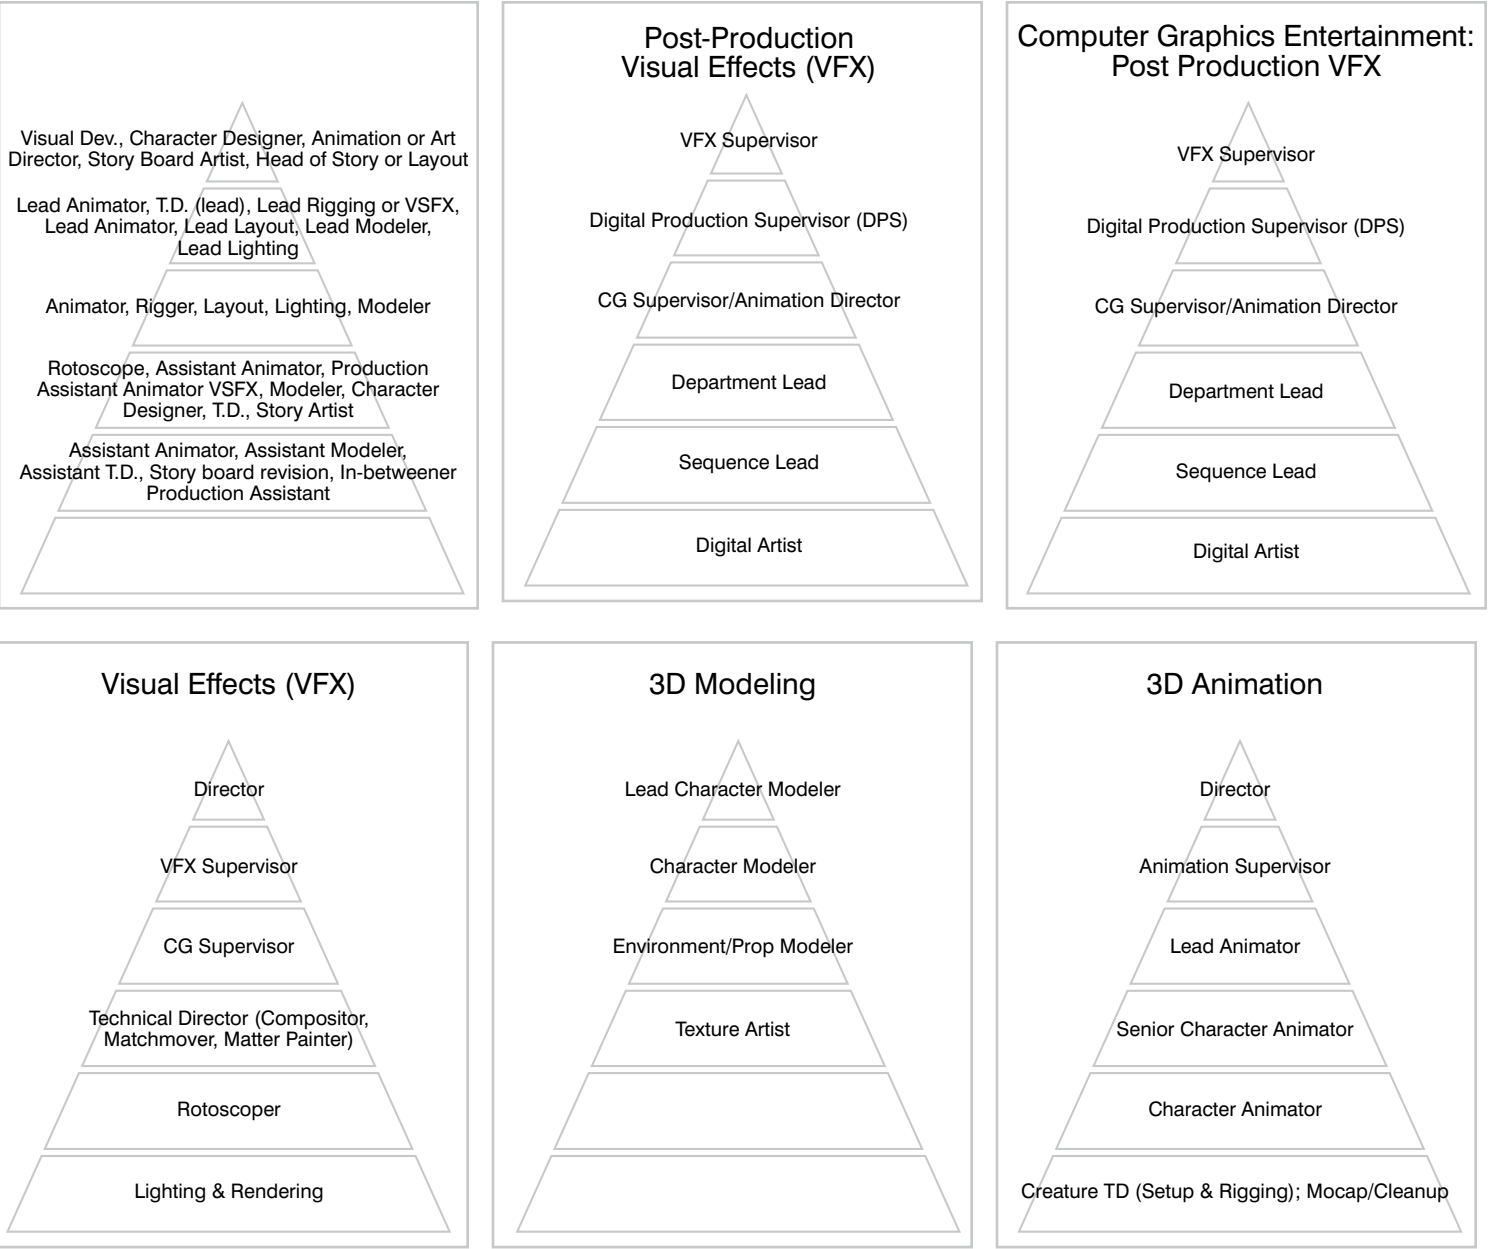 Visual Dev., Character Designer, Animation or Art
Director, Story Board Artist, Head of Story or Layout
Lead Animator, T.D. (lead), Lead Rigging or VSFX,
Lead Animator, Lead Layout, Lead Modeler,
Lead Lighting
Animator, Rigger, Layout, Lighting, Modeler
Rotoscope, Assistant Animator, Production
Assistant Animator VSFX, Modeler, Character
Designer, T.D., Story Artist
Assistant Animator, Assistant Modeler,
Assistant T.D., Story board revision, In-betweener
Production Assistant
Post-Production
Visual Effects (VFX)
VFX Supervisor
Digital Production Supervisor (DPS)
CG Supervisor/Animation Director
Department Lead
Sequence Lead
Digital Artist
Computer Graphics Entertainment:
Post Production VFX
VFX Supervisor
Digital Production Supervisor (DPS)
CG Supervisor/Animation Director
Department Lead
Sequence Lead
Digital Artist
Visual Effects (VFX)
Director
VFX Supervisor
CG Supervisor
Technical Director (Compositor,
Matchmover, Matter Painter)
Rotoscoper
Lighting & Rendering
3D Modeling
Lead Character Modeler
Character Modeler
Environment/Prop Modeler
Texture Artist
3D Animation
Director
Animation Supervisor
Lead Animator
Senior Character Animator
Character Animator
Creature TD (Setup & Rigging); Mocap/Cleanup